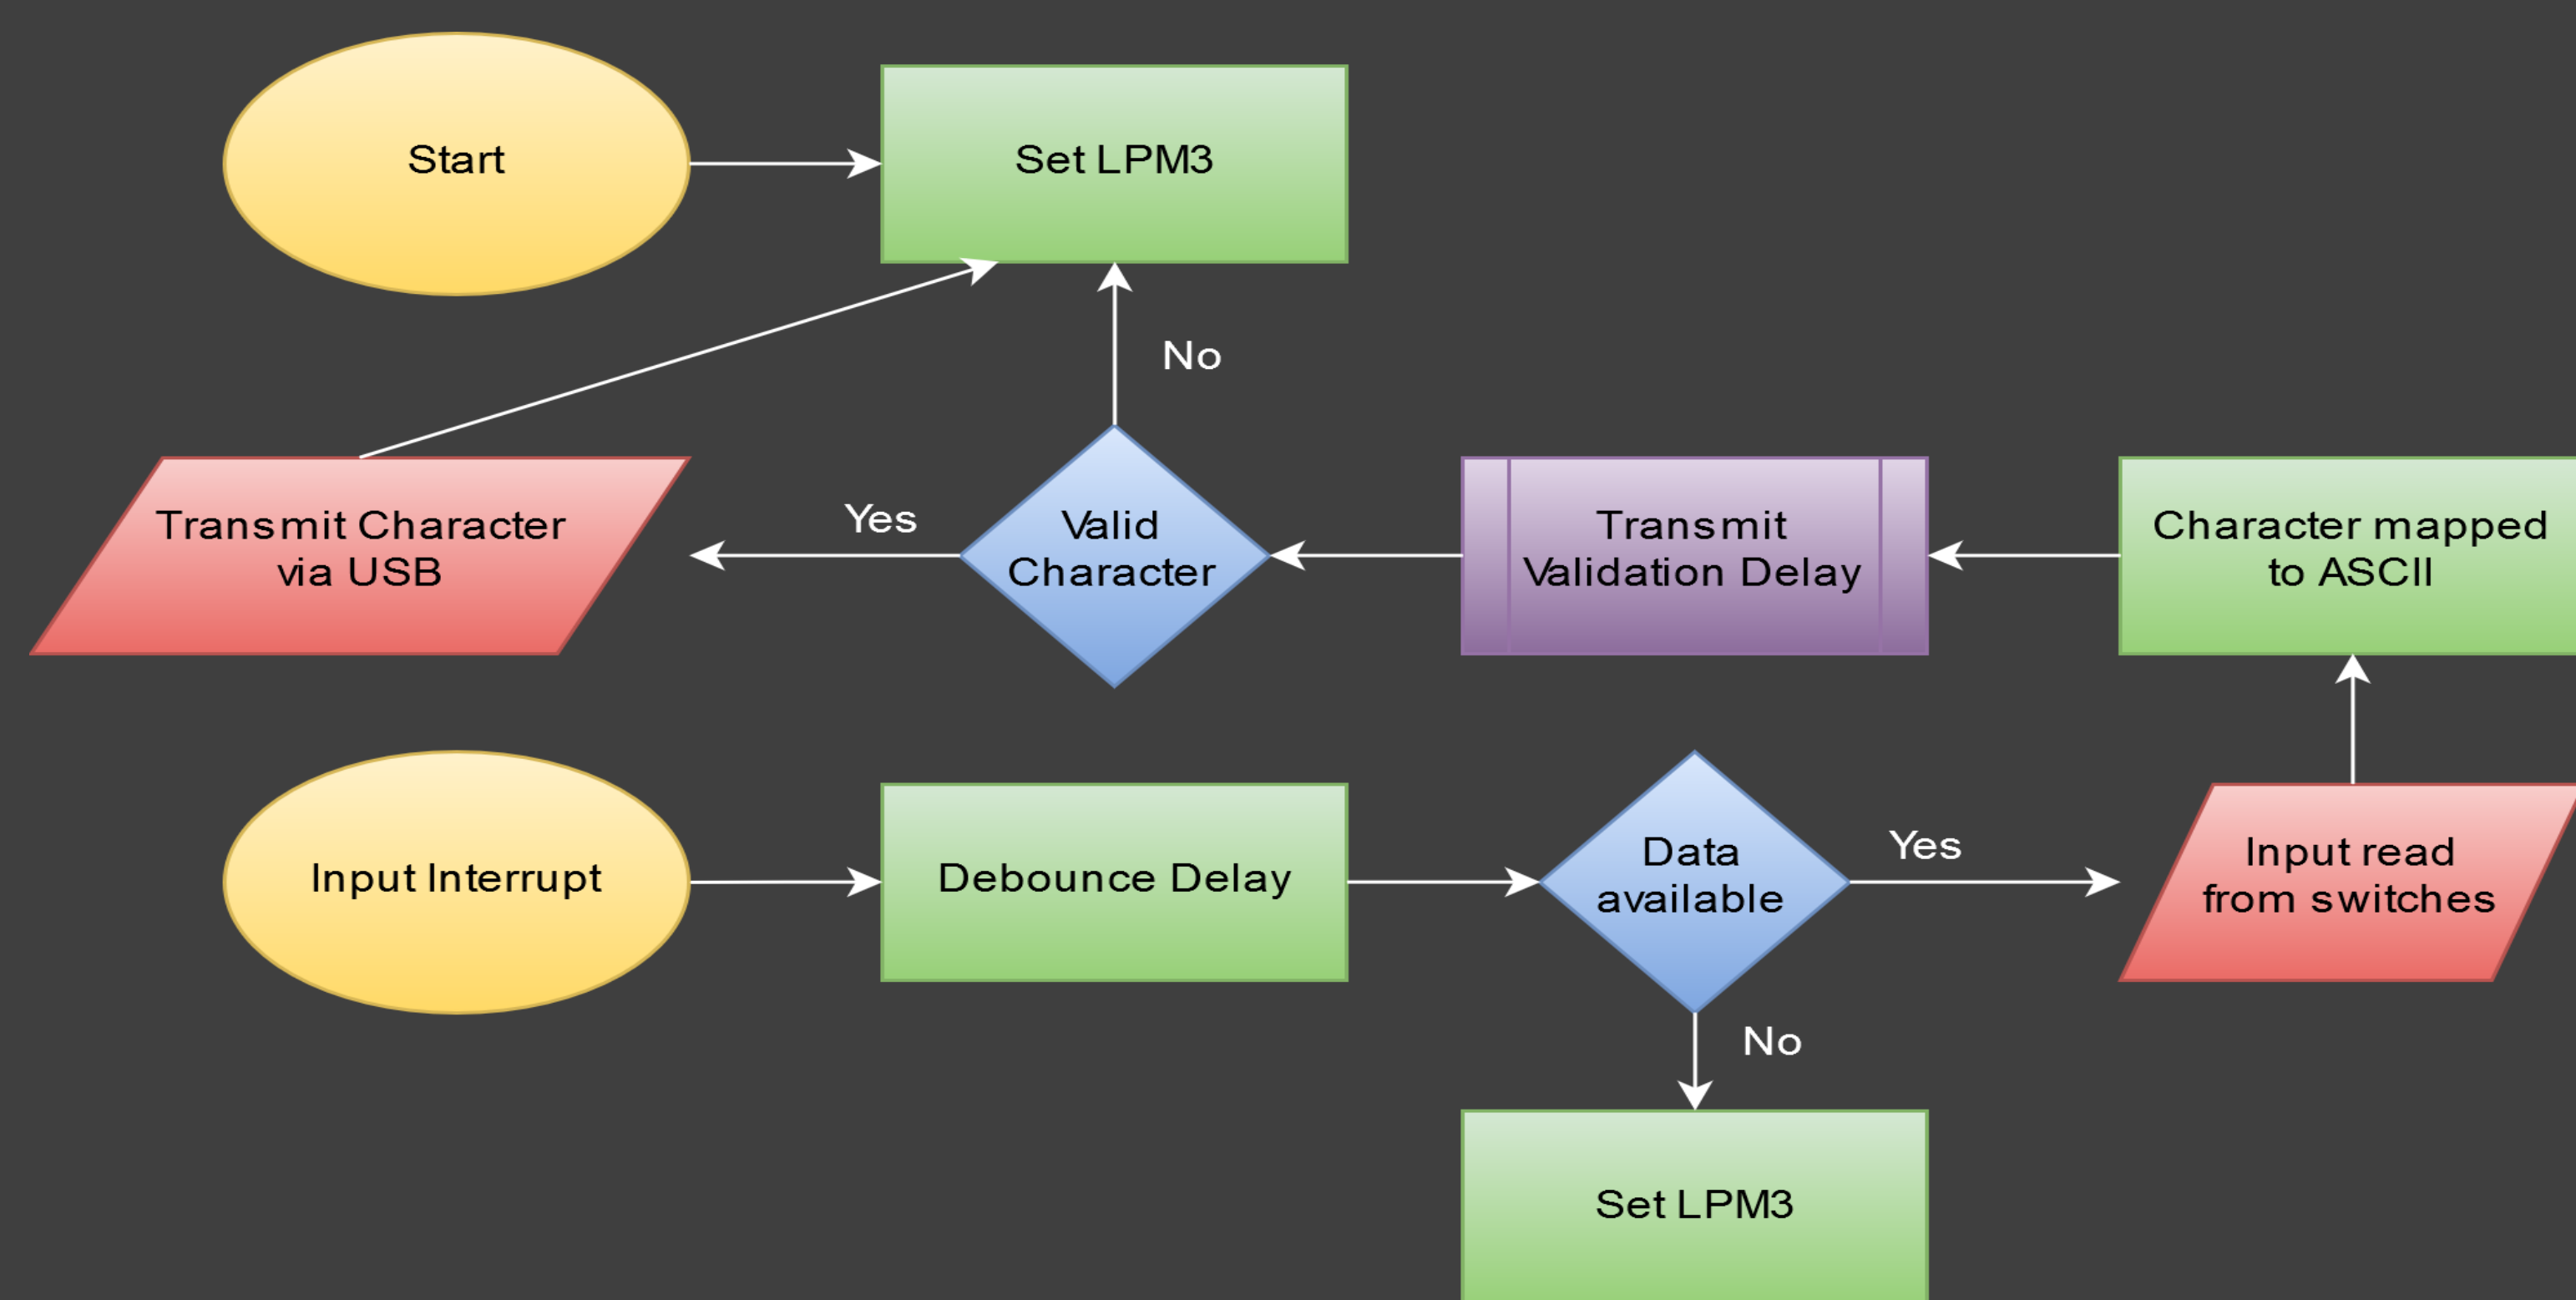 Start
Set LPM3
No
Transmit Character
via USB
Yes
Valid
Character
Transmit
Validation Delay
Character mapped
to ASCII
Input Interrupt
Debounce Delay
Data
available
Yes
Input read
from switches
No
Set LPM3